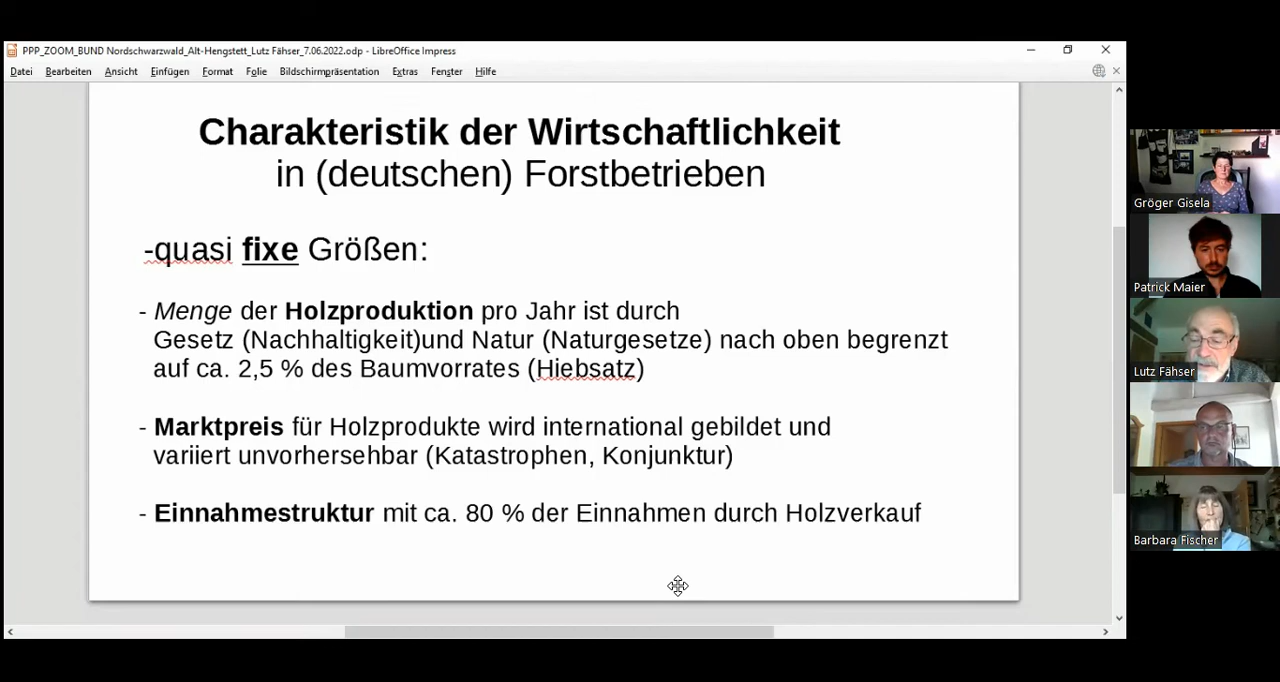 PPP_ZOOM_BUND Nordschwarzwald_Alt-Hengstett_Lutz Fähser_7.06.2022.odp - LibreOffice Impress
Datei Bearbeiten Ansicht Einfügen Format Folie Bildschirmpräsentation Extras Fenster Hilfe
Charakteristik der Wirtschaftlichkeit
in (deutschen) Forstbetrieben
-quasi fixe Größen:
- Menge der Holzproduktion pro Jahr ist durch
Gesetz (Nachhaltigkeit)und Natur (Naturgesetze) nach oben begrenzt
auf ca. 2,5 % des Baumvorrates (Hiebsatz)
- Marktpreis für Holzprodukte wird international gebildet und
variiert unvorhersehbar (Katastrophen, Konjunktur)
- Einnahmestruktur mit ca. 80 % der Einnahmen durch Holzverkauf
Gröger Gisela
Patrick Maier
Lutz Fähser
Barbara Fischer